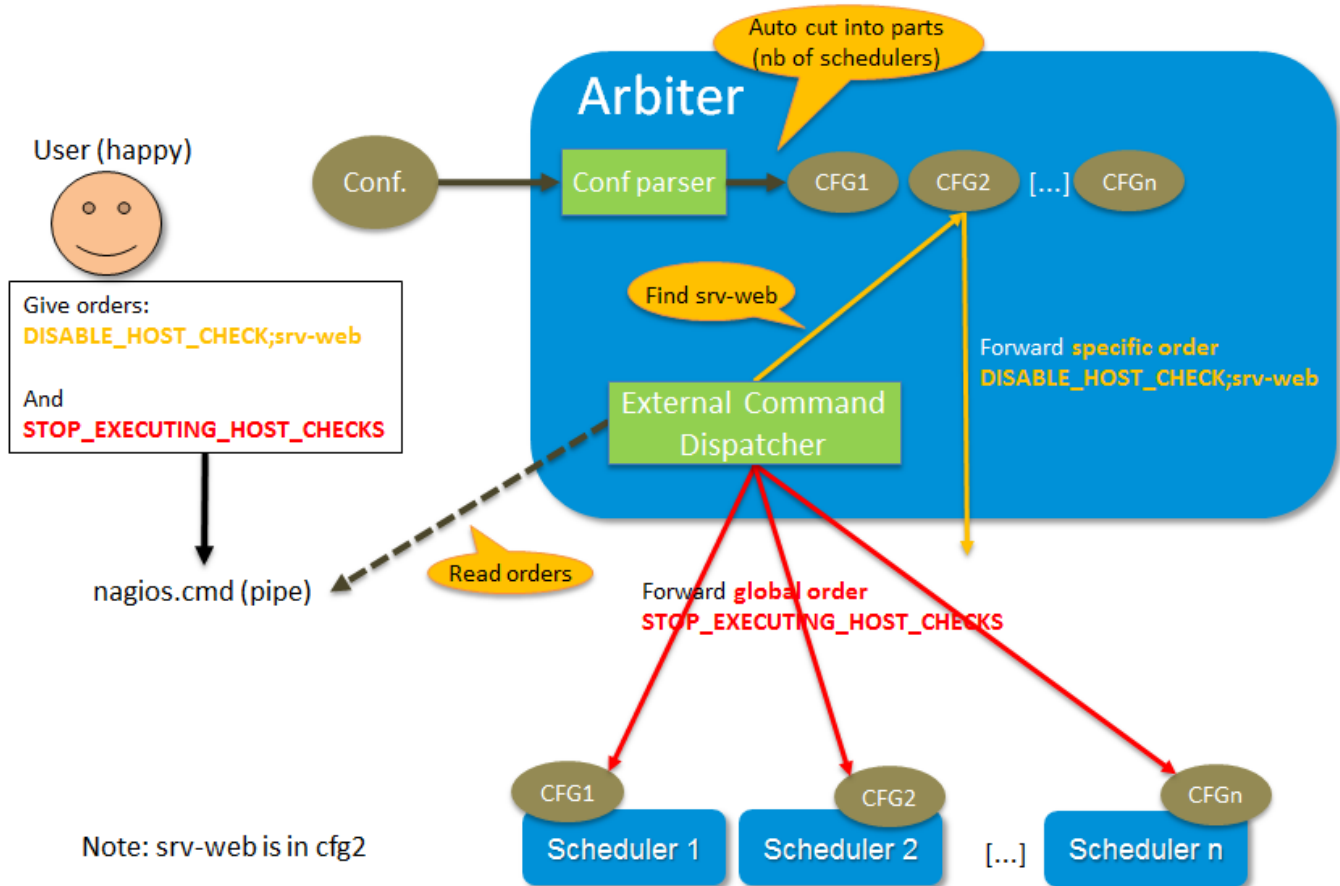 Auto cut into parts
(nb of schedulers)
Arbiter
User (happy)
Conf.
Conf parser
CFG1
CFG2
[...]
CFGn
Give orders:
DISABLE_HOST_CHECK;srv-web
And
STOP_EXECUTING_HOST_CHECKS
Find srv-web
Forward specific order
DISABLE_HOST_CHECK;srv-web
External Command
Dispatcher
Read orders
nagios.cmd (pipe)
Forward global order
STOP_EXECUTING_HOST_CHECKS
CFG1
CFG2
CFGn
Note: srv-web is in cfg2
Scheduler 1
Scheduler 2
[...]
Scheduler n